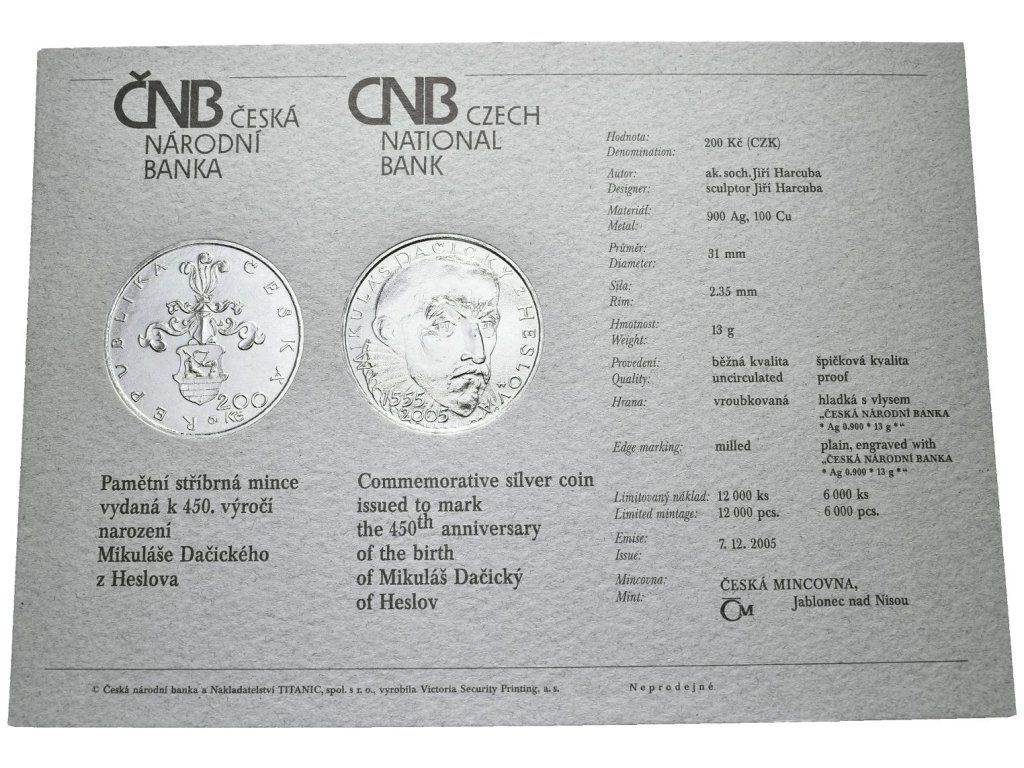 ČNB ČESKÁ
NÁRODNÍ
BANKA
CNB CZECH
NATIONAL
BANK
REPUBLIKA ČESKÁ
200
Kč
MIKULÁŠ DAČICKÝ Z HESLOVA
1555
2005
Pamětní stříbrná mince
vydaná k 450. výročí
narození
Mikuláše Dačického
z Heslova
Commemorative silver coin
issued to mark
the 450th anniversary
of the birth
of Mikuláš Dačický
of Heslov
Hodnota:
Denomination: 200 Kč (CZK)
Autor: ak. soch. Jiří Harcuba
Designer: sculptor Jiří Harcuba
Materiál:
Metal: 900 Ag, 100 Cu
Průměr:
Diameter: 31 mm
Síla:
Rim: 2.35 mm
Hmotnost:
Weight: 13 g
Provedení: běžná kvalita špičková kvalita
Quality: uncirculated proof
Hrana: vroubkovaná hladká s vlysem
„ČESKÁ NÁRODNÍ BANKA
* Ag 0.900 * 13 g *“
Edge marking: milled plain, engraved with
„ČESKÁ NÁRODNÍ BANKA
* Ag 0.900 * 13 g *“
Limitovaný náklad: 12 000 ks 6 000 ks
Limited mintage: 12 000 pcs. 6 000 pcs.
Emise:
Issue: 7. 12. 2005
Mincovna: ČESKÁ MINCOVNA,
Mint: ČM Jablonec nad Nisou
© Česká národní banka a Nakladatelství TITANIC, spol. s r. o., vyrobila Victoria Security Printing, a. s.
Neprodejné